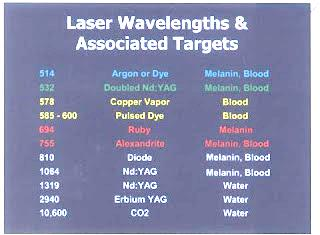 Laser Wavelengths &
Associated Targets
514 Argon or Dye Melanin, Blood
532 Doubled Nd:YAG Melanin, Blood
578 Copper Vapor Blood
585 - 600 Pulsed Dye Blood
694 Ruby Melanin
755 Alexandrite Melanin, Blood
810 Diode Melanin, Blood
1064 Nd:YAG Melanin, Blood
1319 Nd:YAG Water
2940 Erbium YAG Water
10,600 CO2 Water